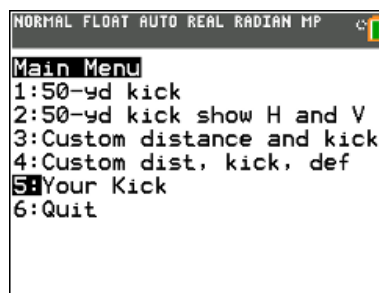 NORMAL FLOAT AUTO REAL RADIAN MP
Main Menu
1:50-yd kick
2:50-yd kick show H and V
3:Custom distance and kick
4:Custom dist, kick, def
5:Your Kick
6:Quit